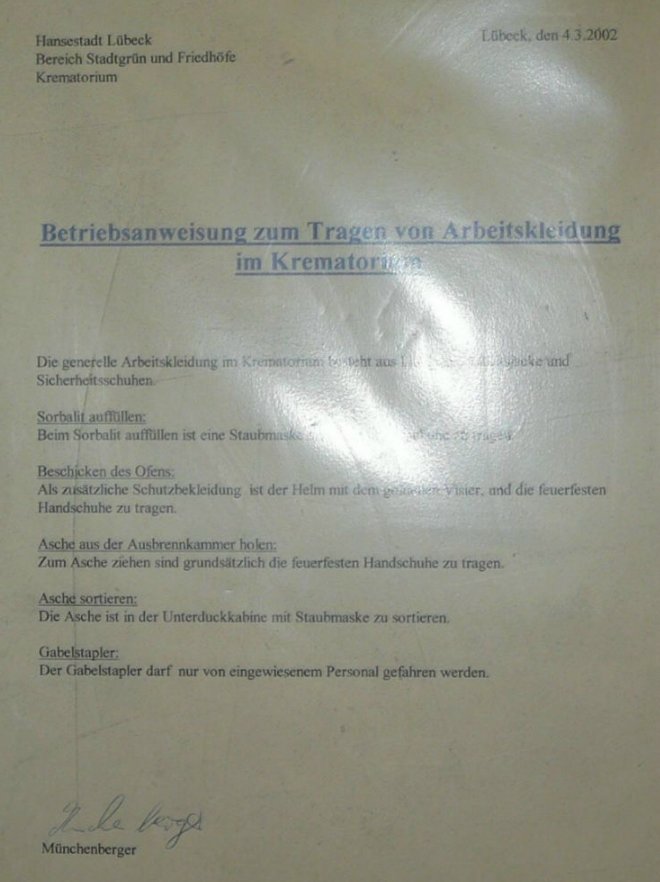 Hansestadt Lübeck
Lübeck, den 4.3.2002
Bereich Stadtgrün und Friedhöfe
Krematorium
Betriebsanweisung zum Tragen von Arbeitskleidung
im Krematorium
Die generelle Arbeitskleidung im Krematorium besteht aus und
Sicherheitsschuhen.
Sorbalit auffüllen:
Beim Sorbalit auffüllen ist eine Staubmaske zu tragen.
Beschicken des Ofens:
Als zusätzliche Schutzbekleidung ist der Helm mit dem Visier, und die feuerfesten
Handschuhe zu tragen.
Asche aus der Ausbrennkammer holen:
Zum Asche ziehen sind grundsätzlich die feuerfesten Handschuhe zu tragen.
Asche sortieren:
Die Asche ist in der Unterduckkabine mit Staubmaske zu sortieren.
Gabelstapler:
Der Gabelstapler darf nur von eingewiesenem Personal gefahren werden.
Münchenberger